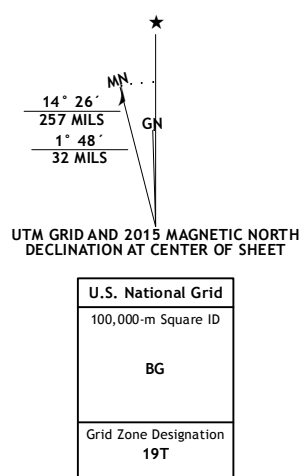 ★
MN
GN
14° 26´
257 MILS
1° 48´
32 MILS
UTM GRID AND 2015 MAGNETIC NORTH
DECLINATION AT CENTER OF SHEET
U.S. National Grid
100,000-m Square ID
BG
Grid Zone Designation
19T